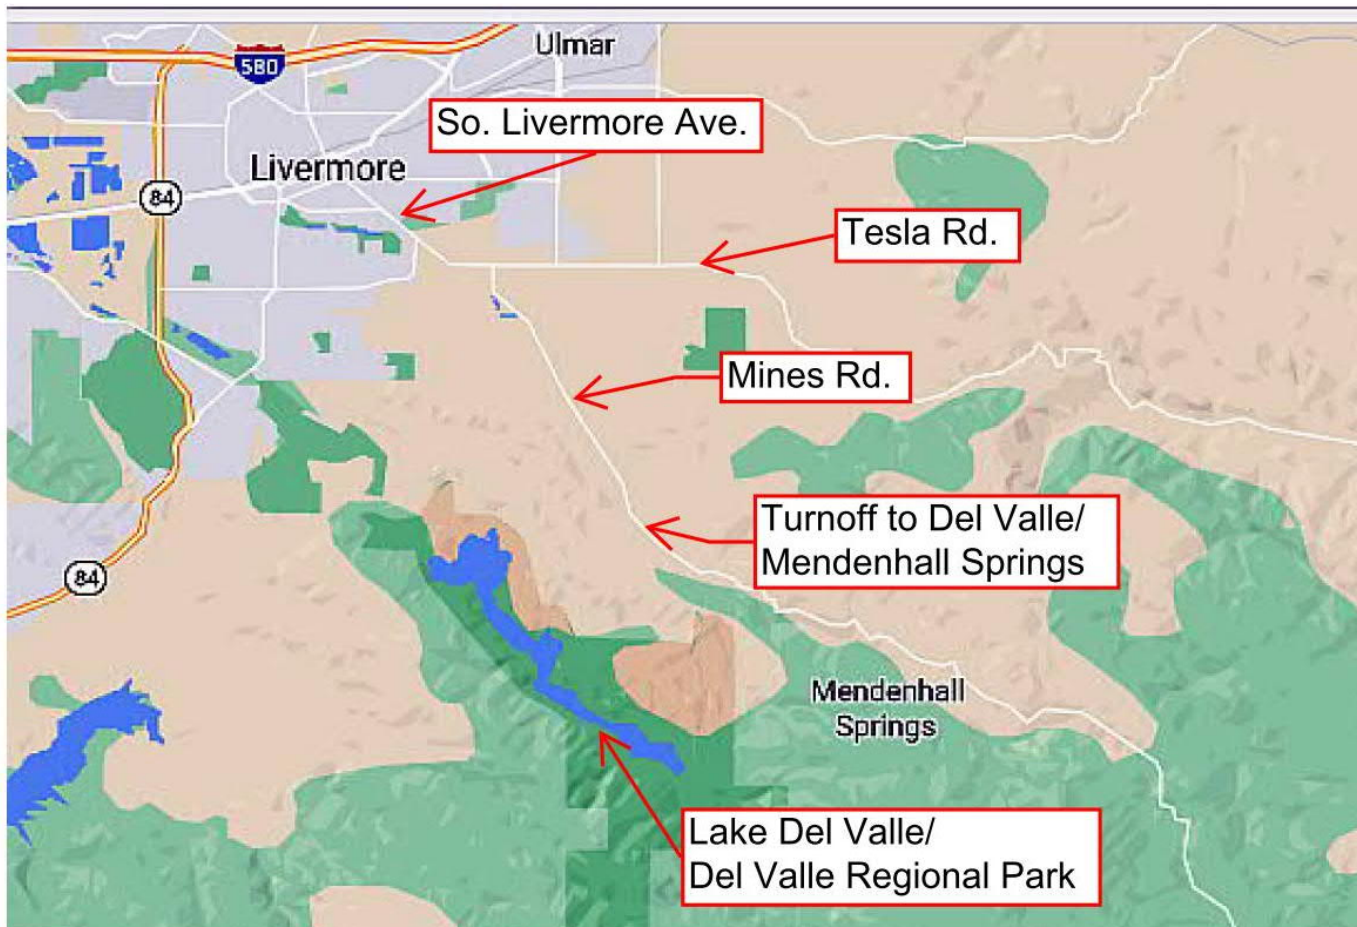 Ulmar
580
So. Livermore Ave.
Livermore
84
Tesla Rd.
Mines Rd.
Turnoff to Del Valle/
Mendenhall Springs
84
Mendenhall
Springs
Lake Del Valle/
Del Valle Regional Park